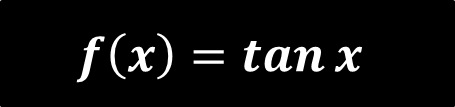 f(x) = tan x